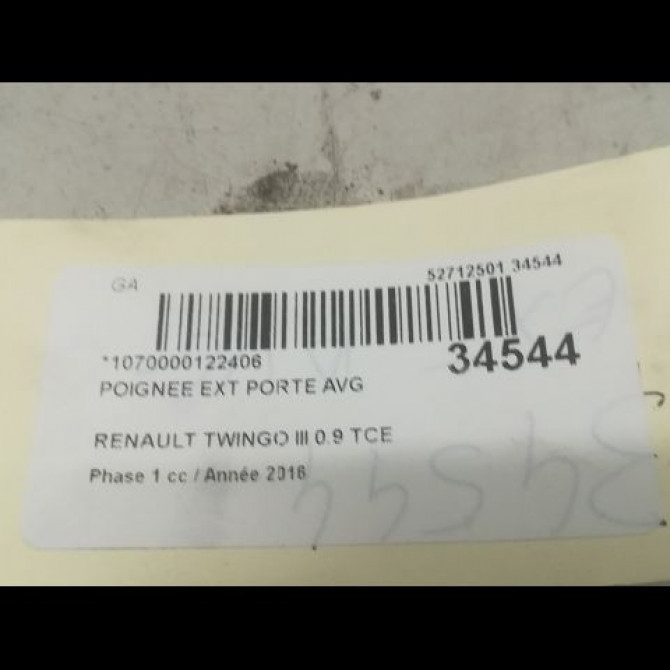 GA
52712501 34544
*1070000122406
34544
POIGNEE EXT PORTE AVG
RENAULT TWINGO III 0.9 TCE
Phase 1 cc / Année 2016
34544